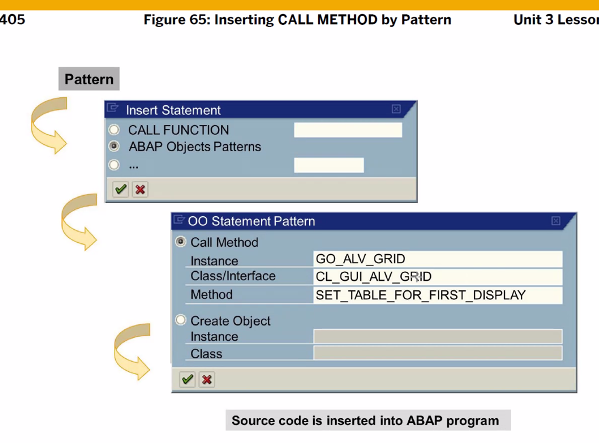 405 Figure 65: Inserting CALL METHOD by Pattern Unit 3 Lesson
Pattern
Insert Statement
CALL FUNCTION
ABAP Objects Patterns
...
OO Statement Pattern
Call Method
Instance GO_ALV_GRID
Class/Interface CL_GUI_ALV_GRID
Method SET_TABLE_FOR_FIRST_DISPLAY
Create Object
Instance
Class
Source code is inserted into ABAP program